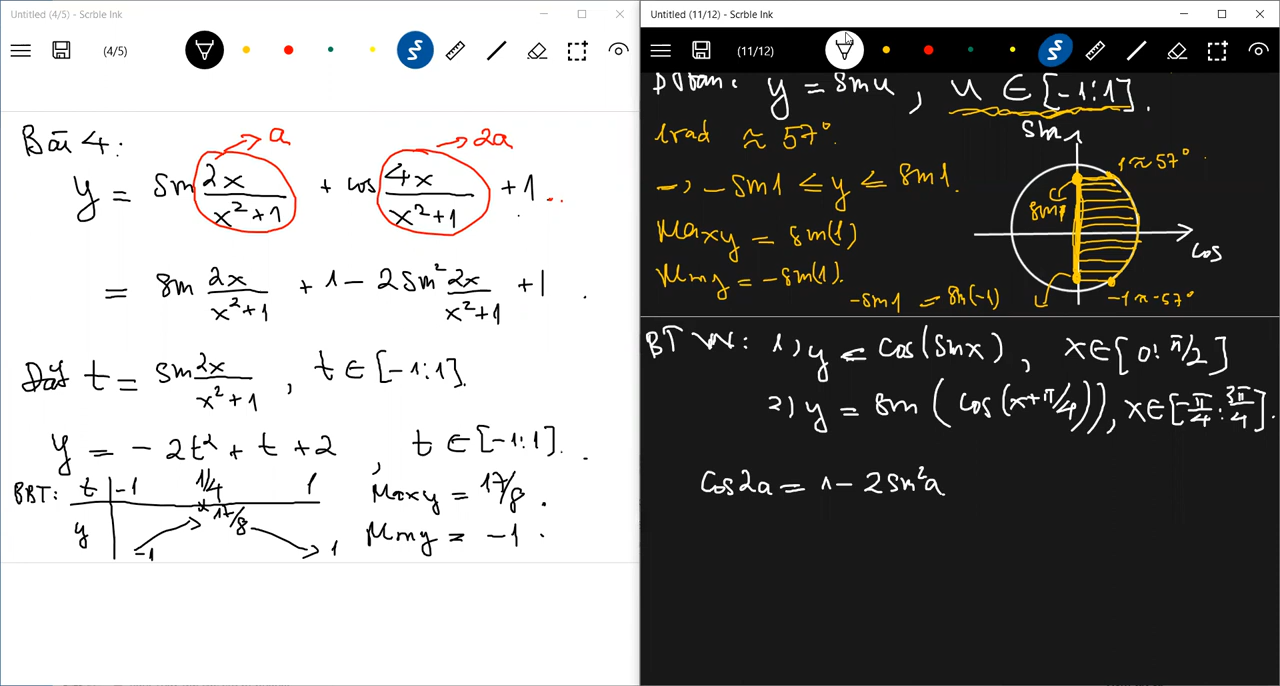 Untitled (4/5) - Scrble Ink
(4/5)
Bài 4:
→ a
→ 2a
y = sin 2x/(x²+1) + cos 4x/(x²+1) + 1 ..
= sin 2x/(x²+1) + 1 - 2 sin² 2x/(x²+1) + 1 .
Đặt t = sin 2x/(x²+1) , t ∈ [-1:1].
y = - 2t² + t + 2 , t ∈ [-1:1]. .
BBT: t -1 1/4 1
y -1 17/8 1
Max y = 17/8 .
Min y = -1 .
Untitled (11/12) - Scrble Ink
(11/12)
y = sin u , u ∈ [-1:1].
1rad ≈ 57°
→ - sin1 ≤ y ≤ sin1.
Max y = sin(1)
Min y = -sin(1).
sin
1 ≈ 57°
sin1
cos
-sin1 = sin(-1)
-1 ≈ -57°
BTVN: 1) y = cos(sinx) , x ∈ [0: π/2]
2) y = sin (cos(x+π/4)), x ∈ [-π/4 : 3π/4].
cos2a = 1 - 2 sin²a